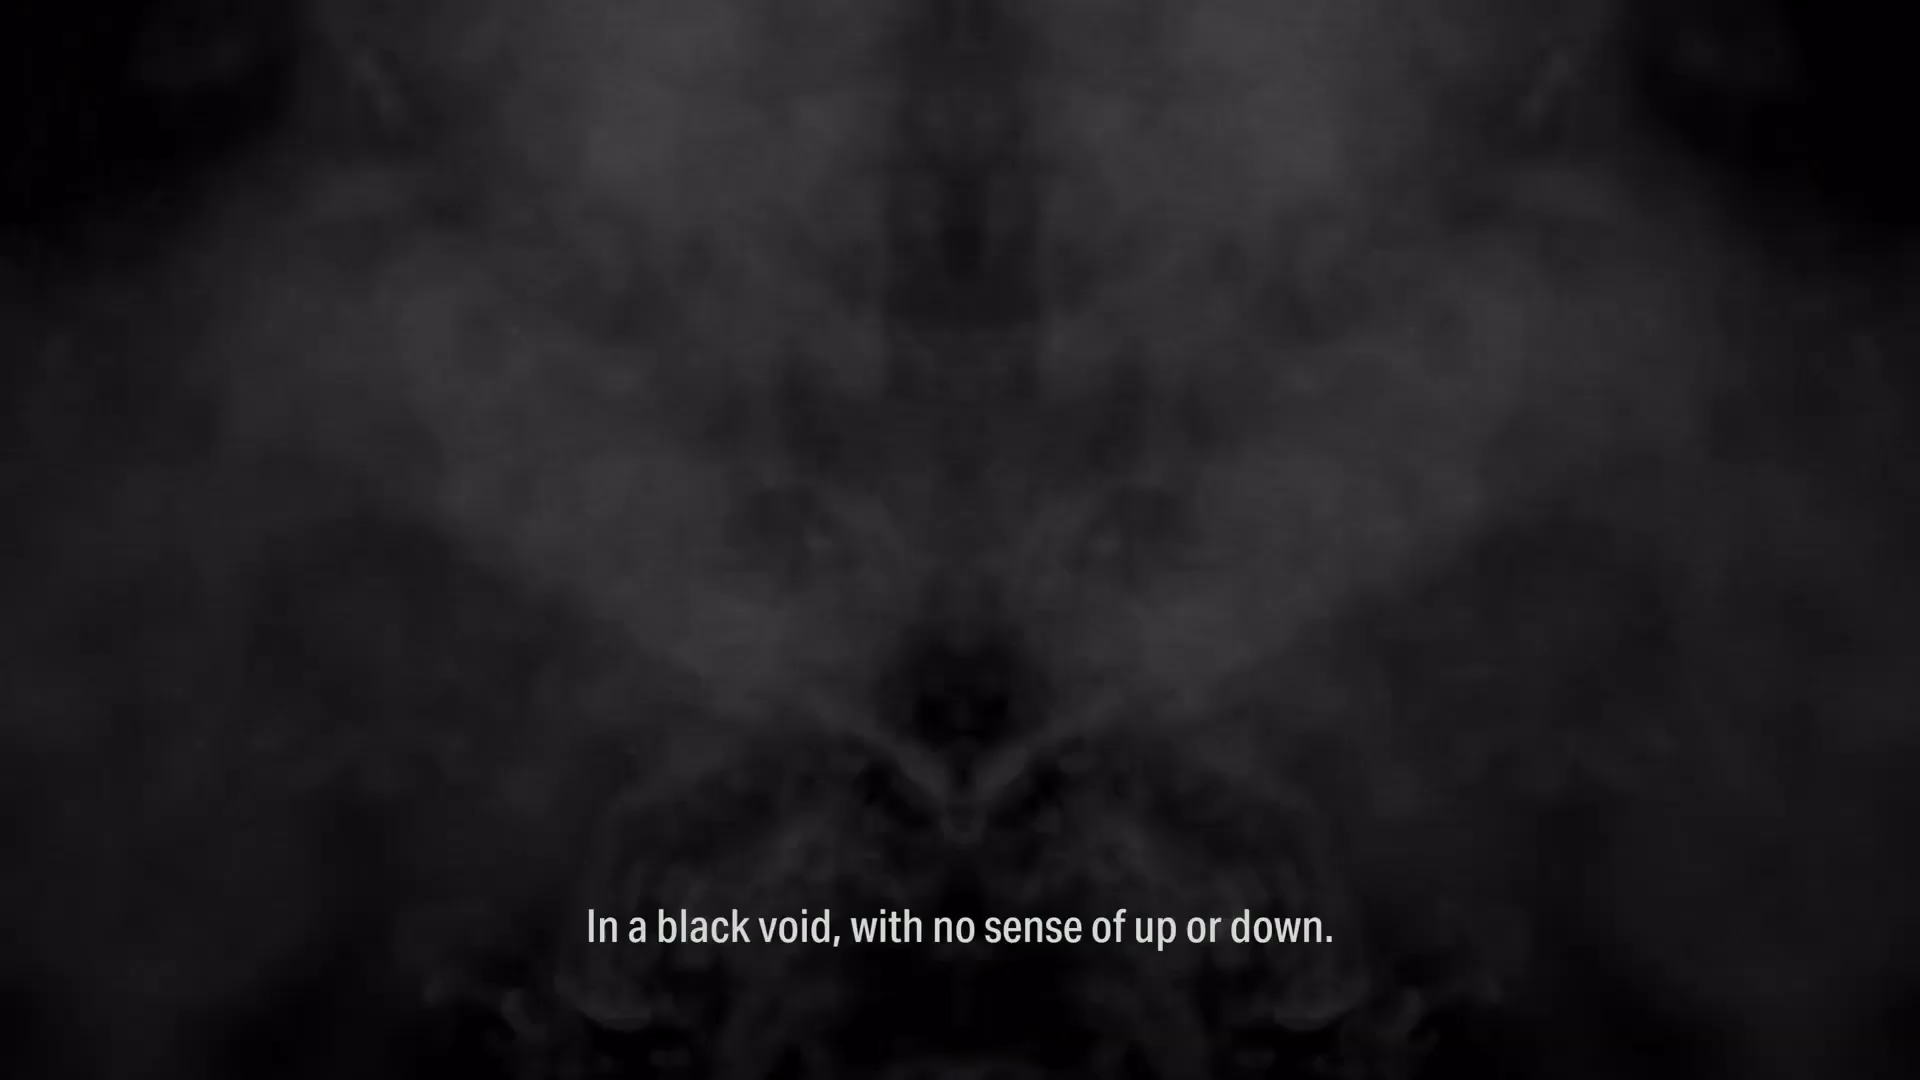 In a black void, with no sense of up or down.